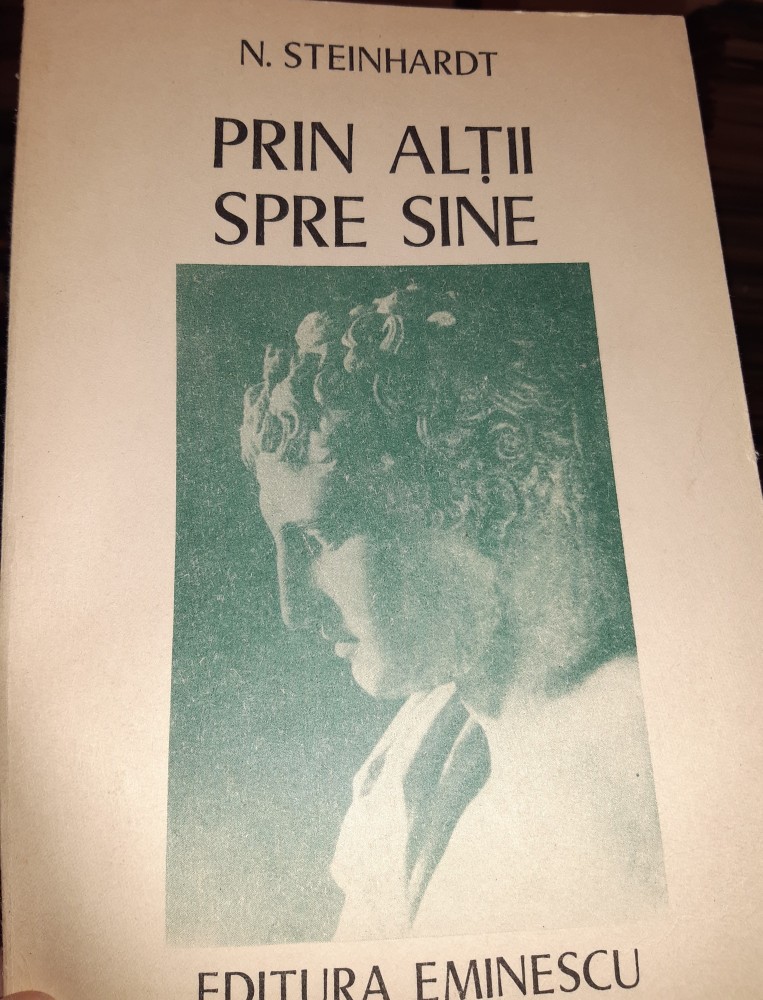 N. STEINHARDT
PRIN ALȚII
SPRE SINE
EDITURA EMINESCU